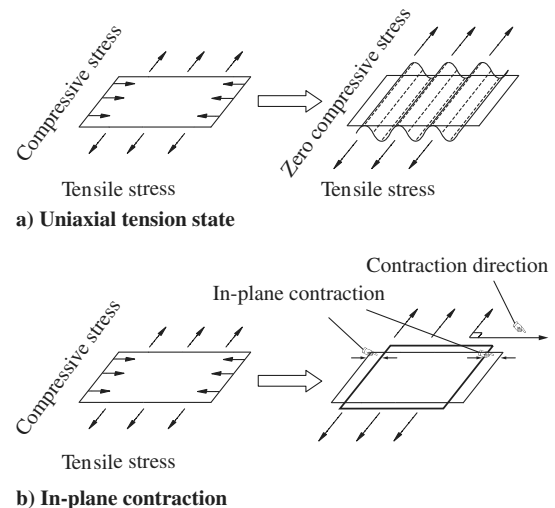 Compressive stress
Zero compressive stress
Tensile stress
Tensile stress
a) Uniaxial tension state
Contraction direction
In-plane contraction
Compressive stress
Tensile stress
b) In-plane contraction